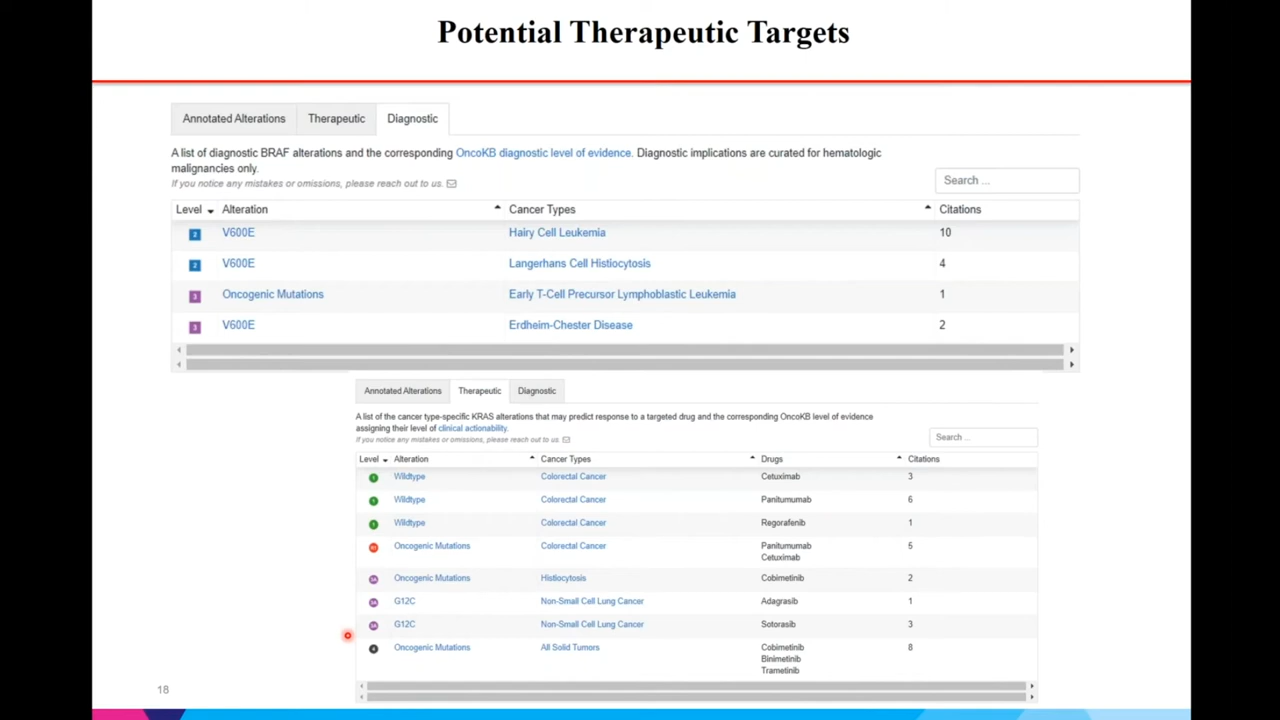 Potential Therapeutic Targets
Annotated Alterations Therapeutic Diagnostic
A list of diagnostic BRAF alterations and the corresponding OncoKB diagnostic level of evidence. Diagnostic implications are curated for hematologic
malignancies only.
If you notice any mistakes or omissions, please reach out to us.
Search ...
Level Alteration Cancer Types Citations
2 V600E Hairy Cell Leukemia 10
2 V600E Langerhans Cell Histiocytosis 4
3 Oncogenic Mutations Early T-Cell Precursor Lymphoblastic Leukemia 1
3 V600E Erdheim-Chester Disease 2
Annotated Alterations Therapeutic Diagnostic
A list of the cancer type-specific KRAS alterations that may predict response to a targeted drug and the corresponding OncoKB level of evidence
assigning their level of clinical actionability.
If you notice any mistakes or omissions, please reach out to us
Search ...
Level Alteration Cancer Types Drugs Citations
1 Wildtype Colorectal Cancer Cetuximab 3
1 Wildtype Colorectal Cancer Panitumumab 6
1 Wildtype Colorectal Cancer Regorafenib 1
R1 Oncogenic Mutations Colorectal Cancer Panitumumab 5
Cetuximab
3A Oncogenic Mutations Histiocytosis Cobimetinib 2
3A G12C Non-Small Cell Lung Cancer Adagrasib 1
3A G12C Non-Small Cell Lung Cancer Sotorasib 3
4 Oncogenic Mutations All Solid Tumors Cobimetinib 8
Binimetinib
Trametinib
18